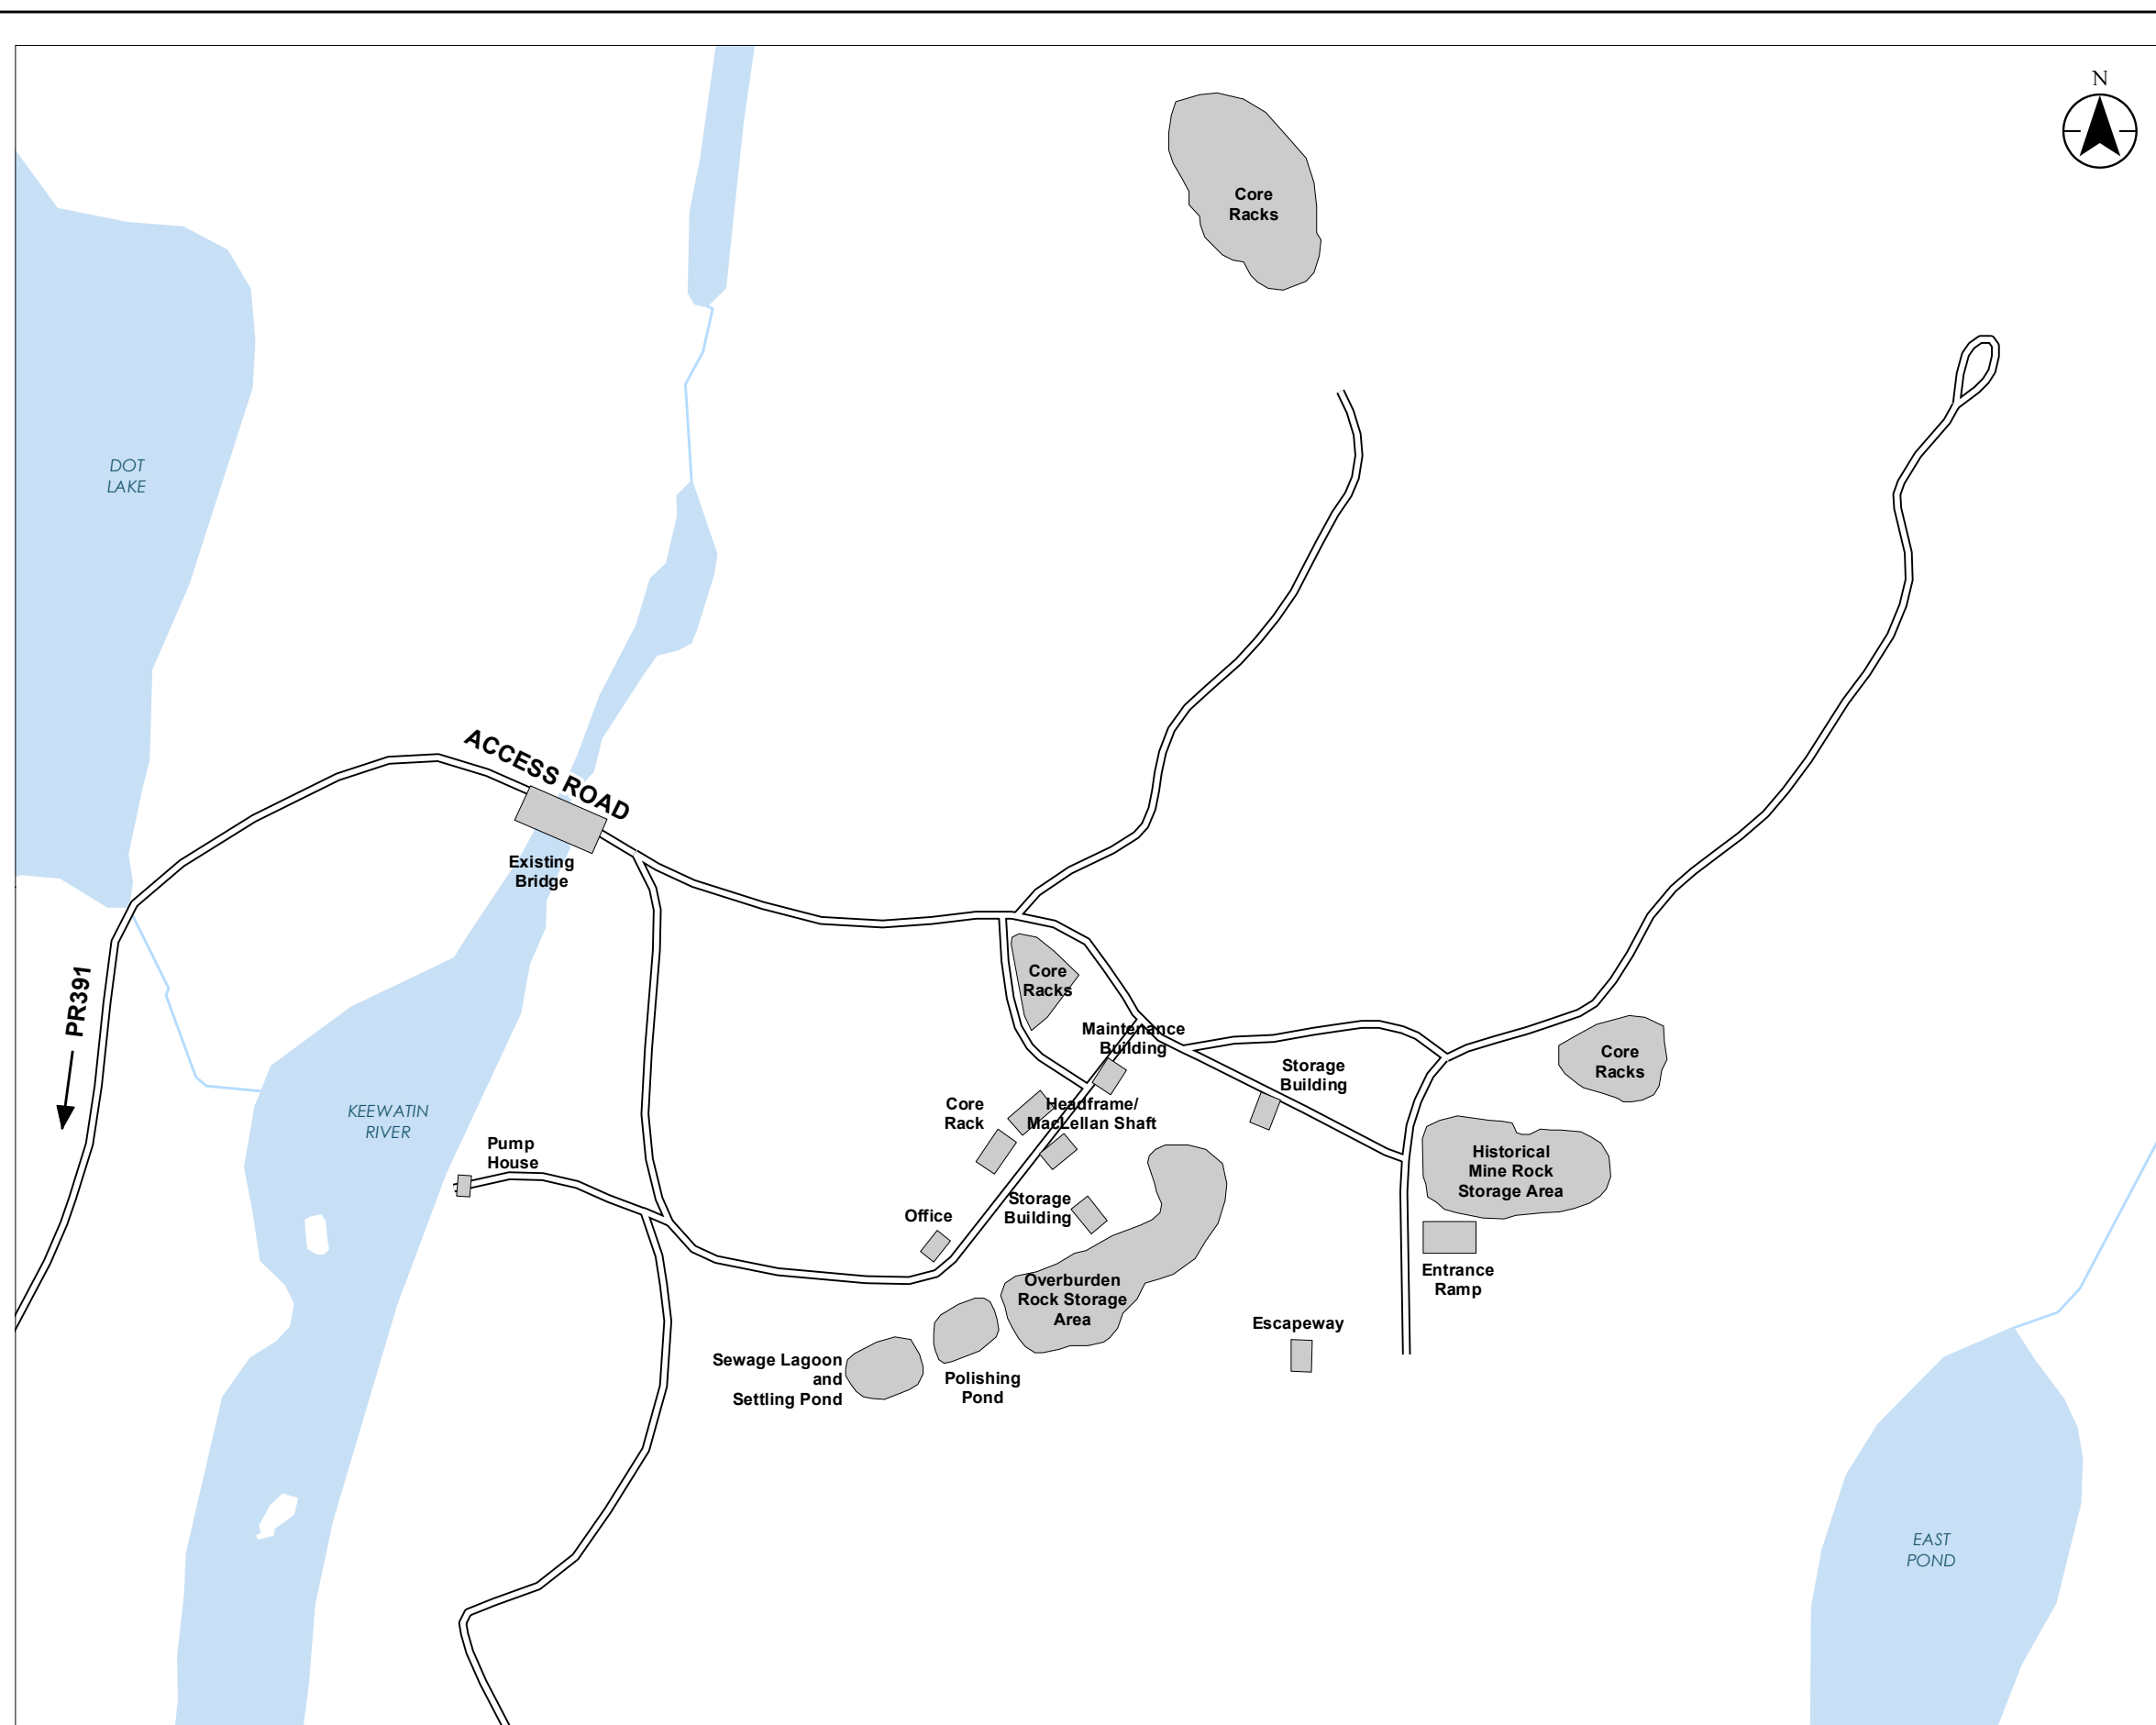 N
Core
Racks
DOT
LAKE
ACCESS ROAD
Existing
Bridge
PR391
Core
Racks
Maintenance
Building
Storage
Building
Core
Racks
Core
Rack
Headframe/
MacLellan Shaft
KEEWATIN
RIVER
Pump
House
Historical
Mine Rock
Storage Area
Office
Storage
Building
Entrance
Ramp
Overburden
Rock Storage
Area
Escapeway
Sewage Lagoon
and
Settling Pond
Polishing
Pond
EAST
POND